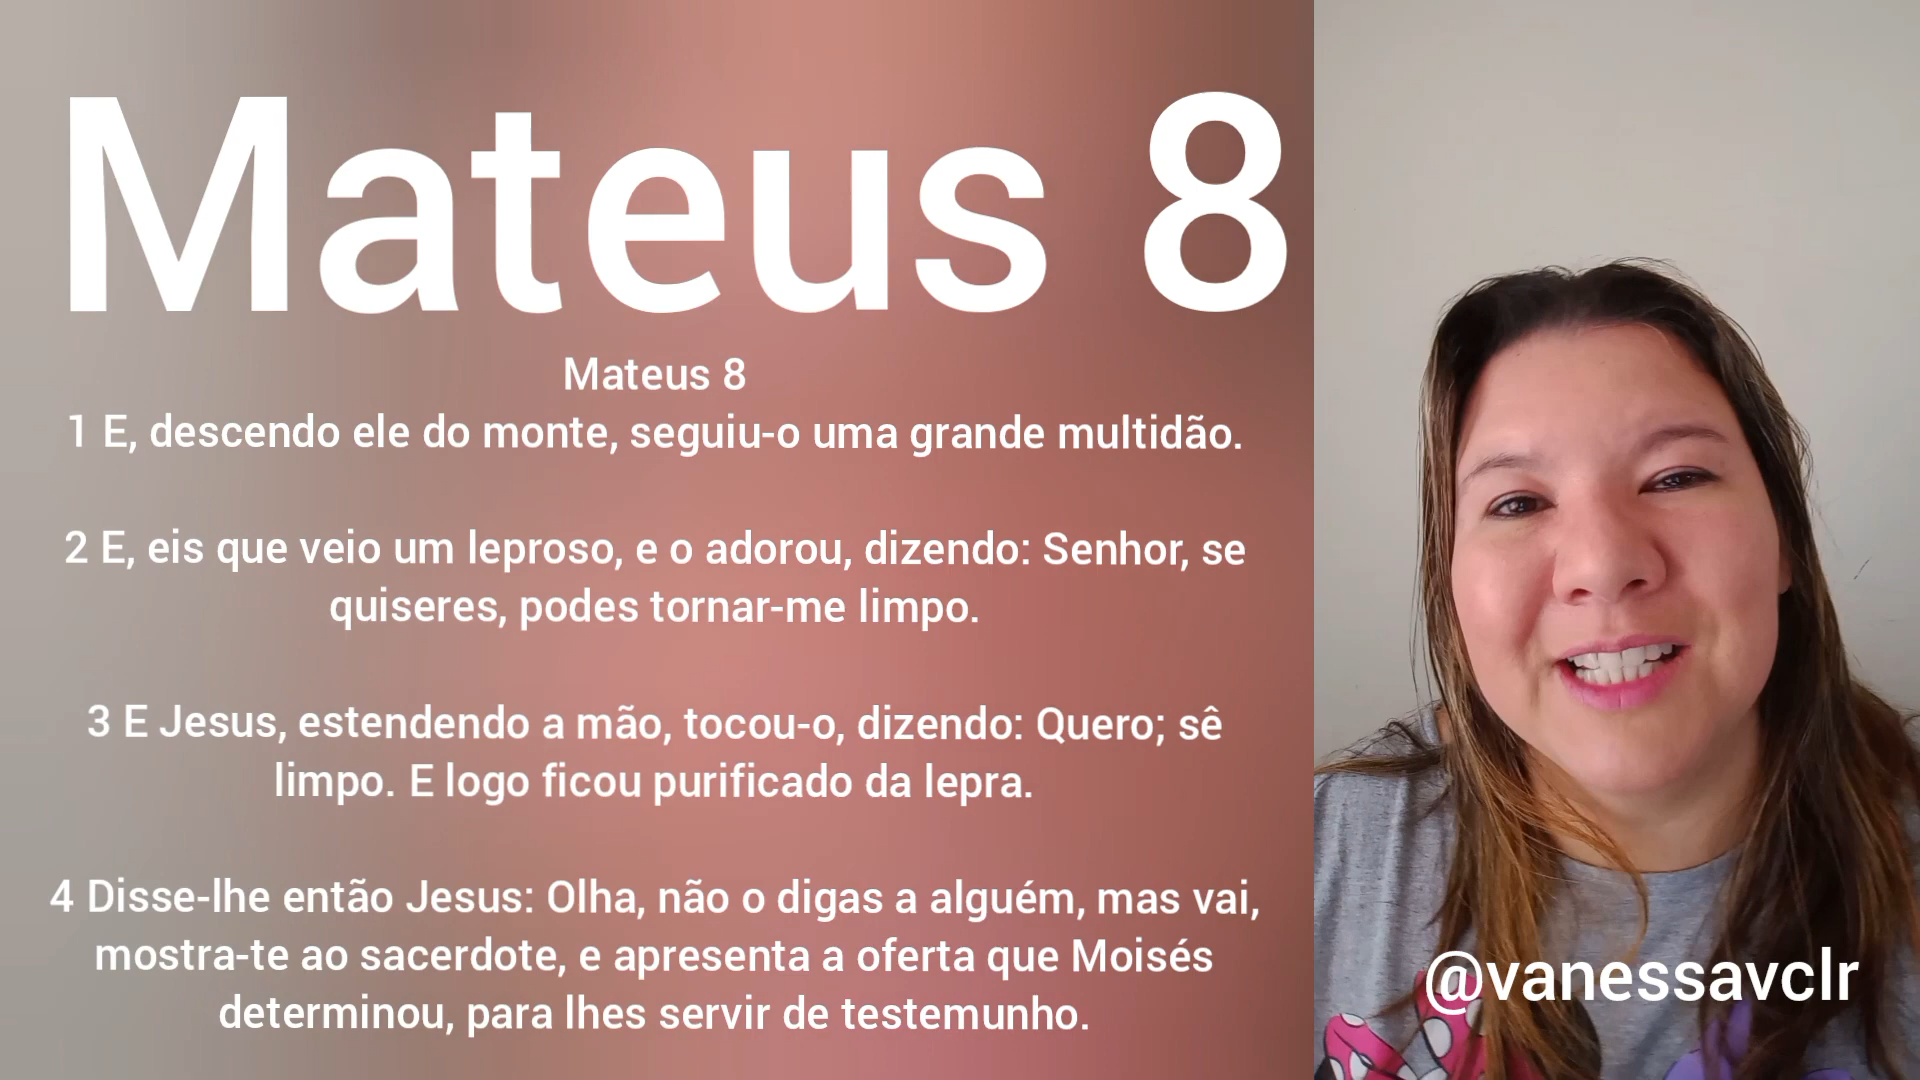 Mateus 8
Mateus 8
1 E, descendo ele do monte, seguiu-o uma grande multidão.
2 E, eis que veio um leproso, e o adorou, dizendo: Senhor, se
quiseres, podes tornar-me limpo.
3 E Jesus, estendendo a mão, tocou-o, dizendo: Quero; sê
limpo. E logo ficou purificado da lepra.
4 Disse-lhe então Jesus: Olha, não o digas a alguém, mas vai,
mostra-te ao sacerdote, e apresenta a oferta que Moisés
determinou, para lhes servir de testemunho.
@vanessavclr